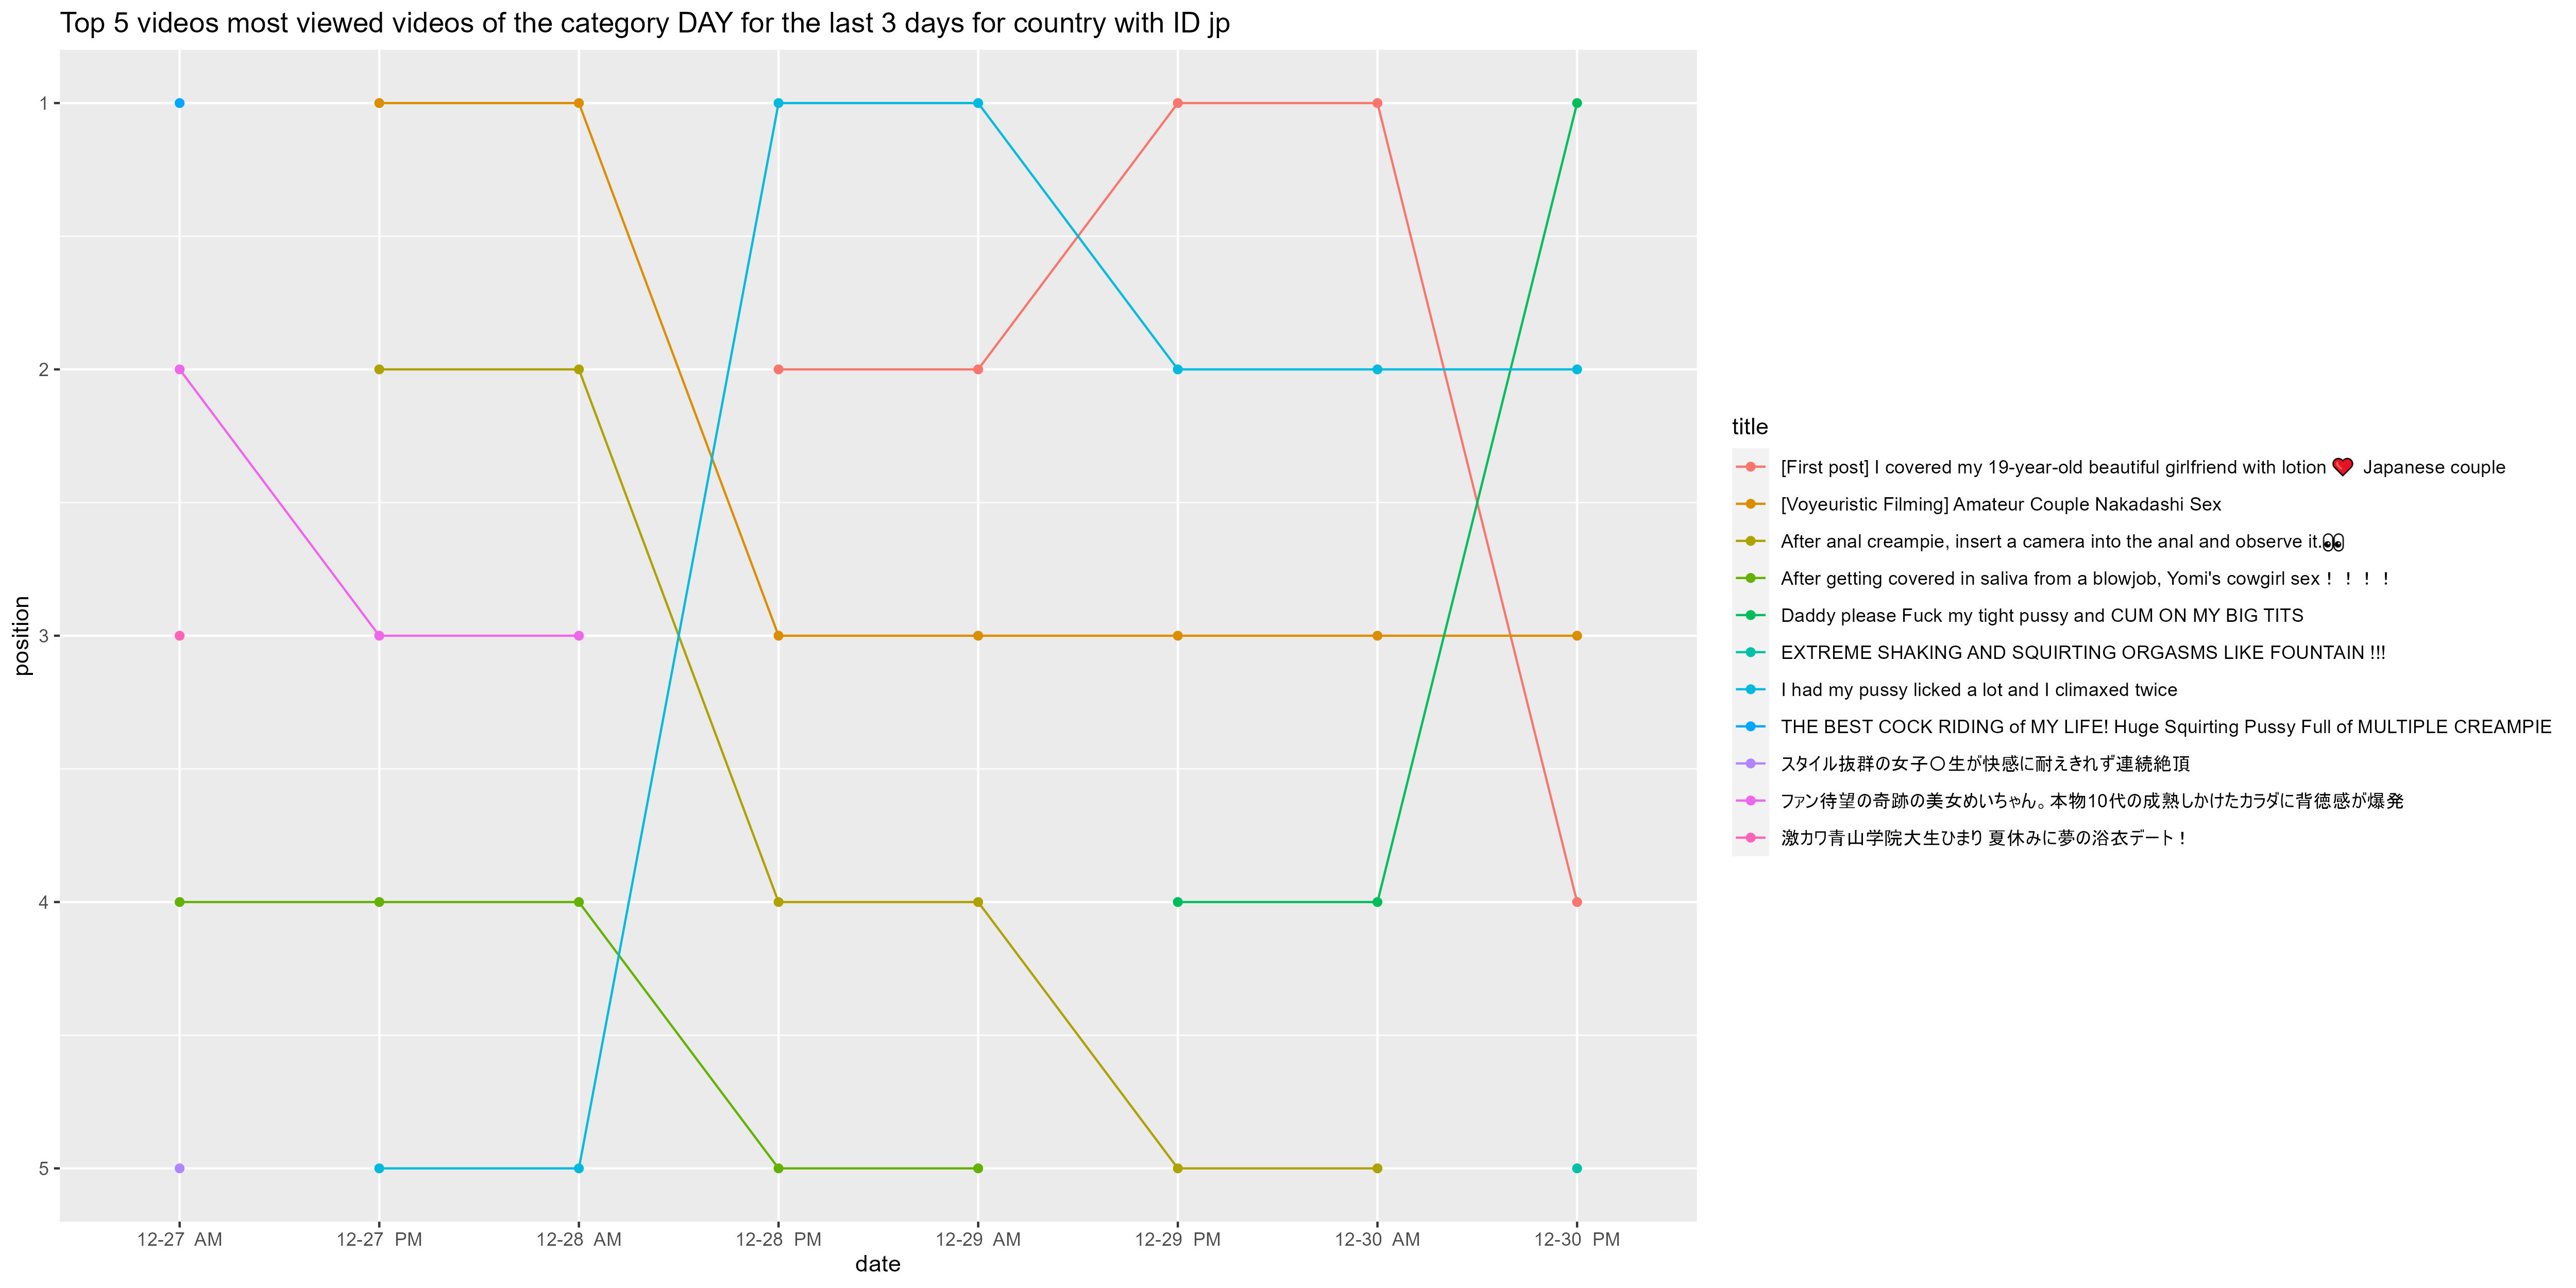 Top 5 videos most viewed videos of the category DAY for the last 3 days for country with ID jp
position
1
2
3
4
5
12-27 AM
12-27 PM
12-28 AM
12-28 PM
12-29 AM
12-29 PM
12-30 AM
12-30 PM
date
title
[First post] I covered my 19-year-old beautiful girlfriend with lotion ❤️ Japanese couple
[Voyeuristic Filming] Amateur Couple Nakadashi Sex
After anal creampie, insert a camera into the anal and observe it.👀
After getting covered in saliva from a blowjob, Yomi's cowgirl sex！！！！
Daddy please Fuck my tight pussy and CUM ON MY BIG TITS
EXTREME SHAKING AND SQUIRTING ORGASMS LIKE FOUNTAIN !!!
I had my pussy licked a lot and I climaxed twice
THE BEST COCK RIDING of MY LIFE! Huge Squirting Pussy Full of MULTIPLE CREAMPIE
スタイル抜群の女子〇生が快感に耐えきれず連続絶頂
ファン待望の奇跡の美女めいちゃん。本物10代の成熟しかけたカラダに背徳感が爆発
激カワ青山学院大生ひまり 夏休みに夢の浴衣デート！